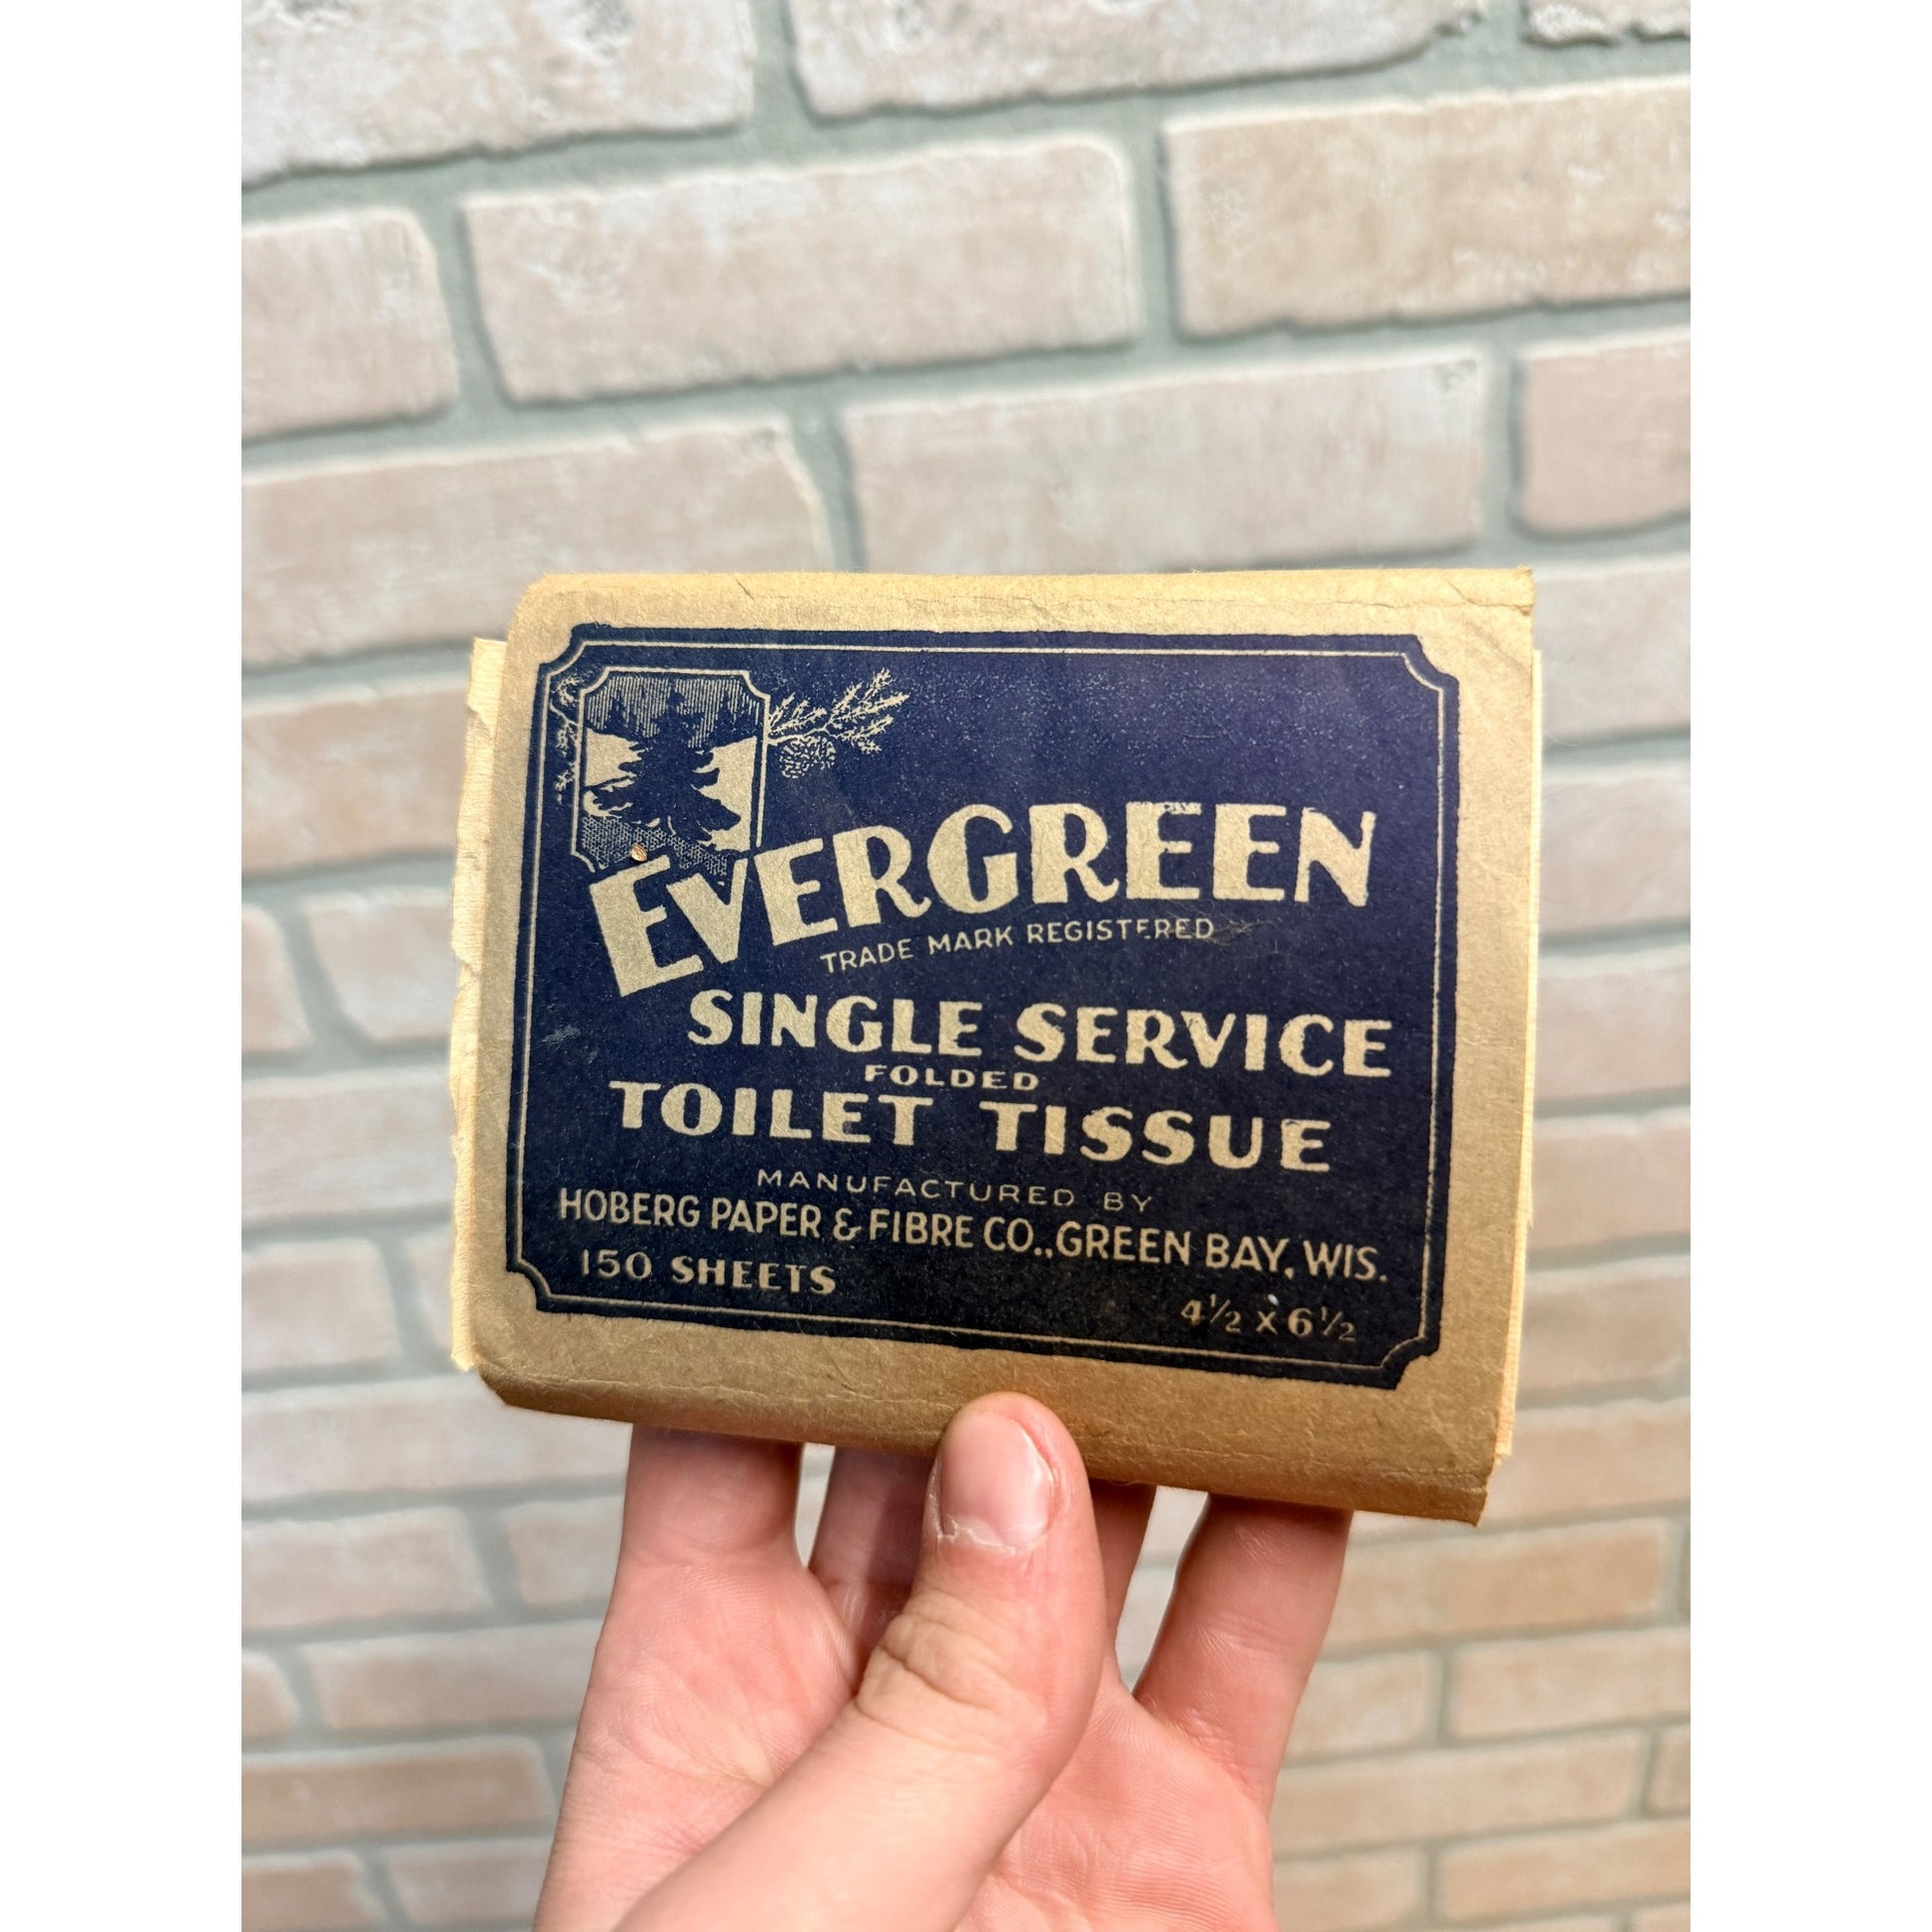 EVERGREEN
TRADE MARK REGISTERED
SINGLE SERVICE
FOLDED
TOILET TISSUE
MANUFACTURED BY
HOBERG PAPER & FIBRE CO., GREEN BAY, WIS.
150 SHEETS
4½ x 6½